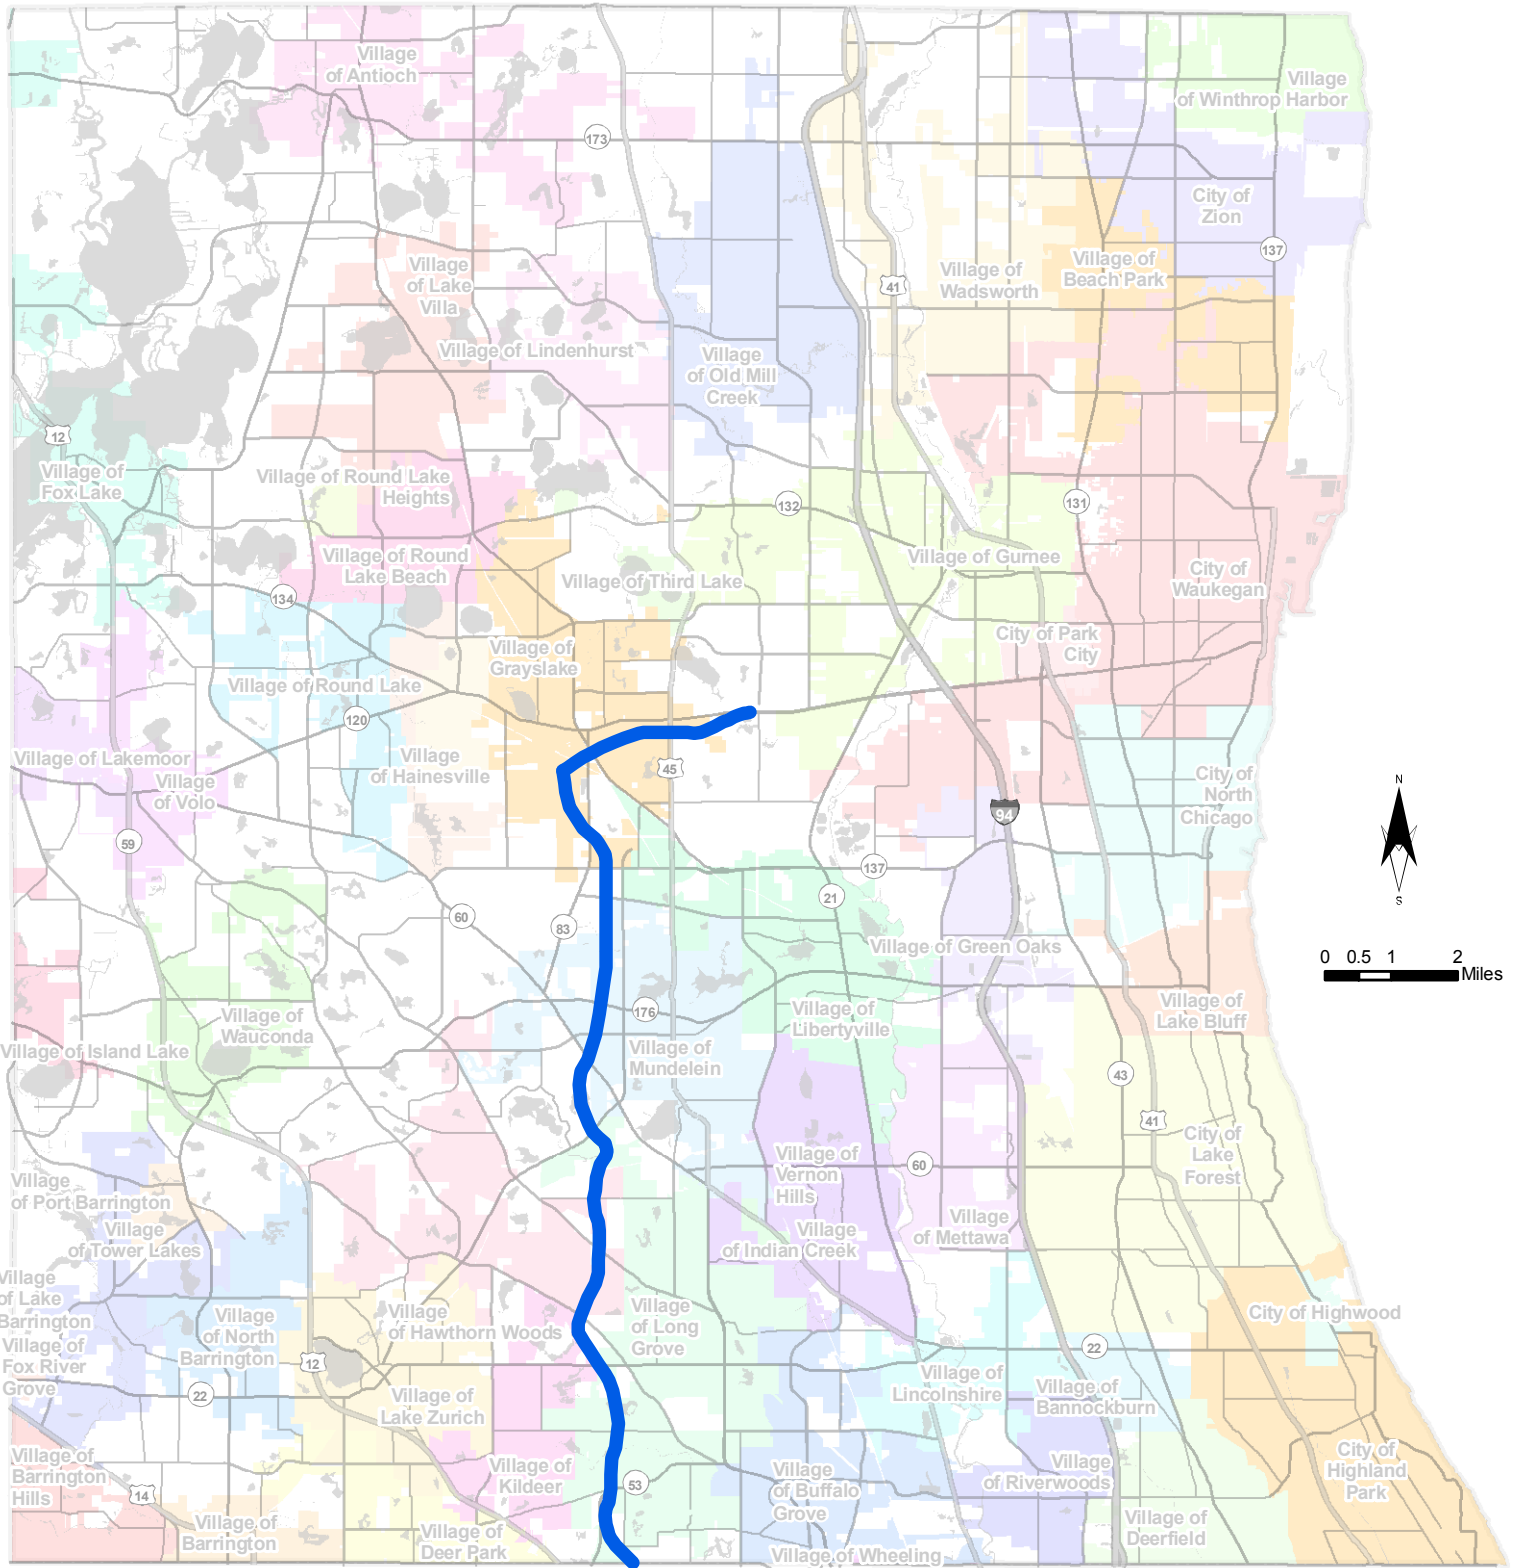 Village
of Antioch
Village
of Winthrop Harbor
173
City of
Zion
137
Village
of Lake
Villa
Village of
Wadsworth
Village of
Beach Park
41
Village of Lindenhurst
Village
of Old Mill
Creek
12
Village of
Fox Lake
Village of Round Lake
Heights
132
131
Village of Round
Lake Beach
Village of Third Lake
Village of Gurnee
City of
Waukegan
134
City of Park
City
Village of
Grayslake
Village of Round Lake
120
Village of Lakemoor
Village
of Hainesville
45
Village
of Volo
City of
North
Chicago
94
N
S
59
137
21
60
83
Village of Green Oaks
0 0.5 1 2
Miles
Village of
Wauconda
176
Village of
Libertyville
Village of
Lake Bluff
Village of Island Lake
Village of
Mundelein
43
41
City of
Lake
Forest
Village of
Vernon
Hills
60
Village
of Port Barrington
Village
of Tower Lakes
Village
of Indian Creek
Village
of Mettawa
Village
of Lake
Barrington
Village
of North
Barrington
Village
of Hawthorn Woods
Village
of Long
Grove
City of Highwood
Village of
Fox River
Grove
12
22
22
Village of
Lake Zurich
Village of
Lincolnshire
Village of
Bannockburn
Village of
Barrington
Hills
14
Village of
Kildeer
53
Village
of Buffalo
Grove
Village
of Riverwoods
City of
Highland
Park
Village of
Barrington
Village of
Deer Park
Village of
Deerfield
Village of Wheeling